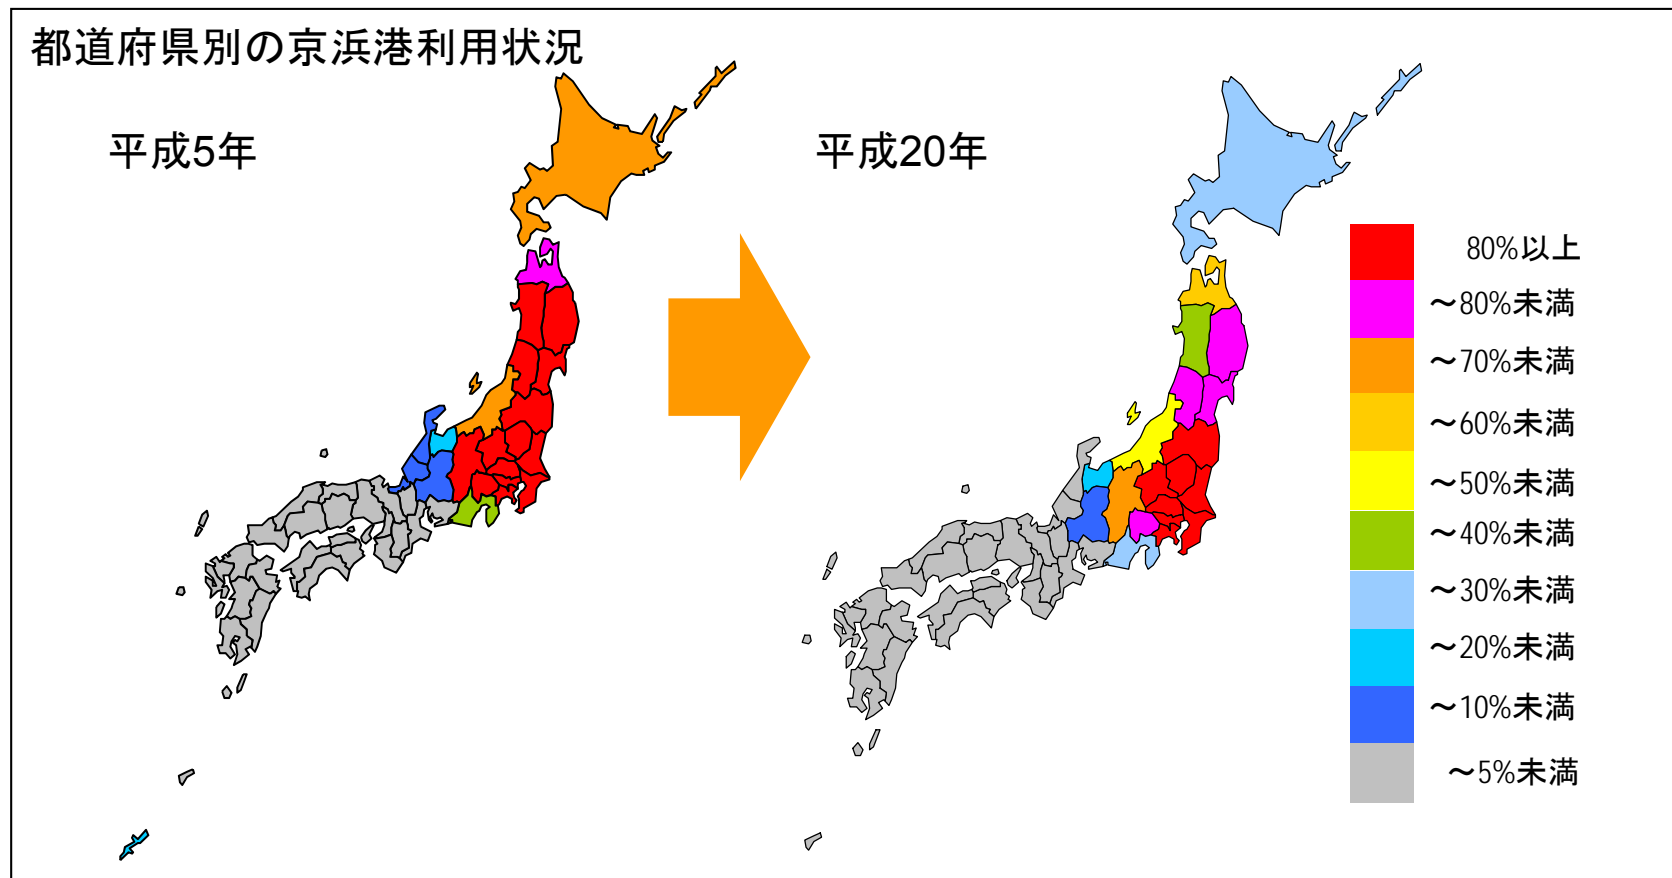 都道府県別の京浜港利用状況
平成5年
平成20年
80%以上
～80%未満
～70%未満
～60%未満
～50%未満
～40%未満
～30%未満
～20%未満
～10%未満
～5%未満